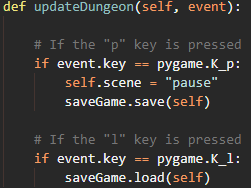 def updateDungeon(self, event):
# If the "p" key is pressed
if event.key == pygame.K_p:
self.scene = "pause"
saveGame.save(self)
# If the "l" key is pressed
if event.key == pygame.K_l:
saveGame.load(self)